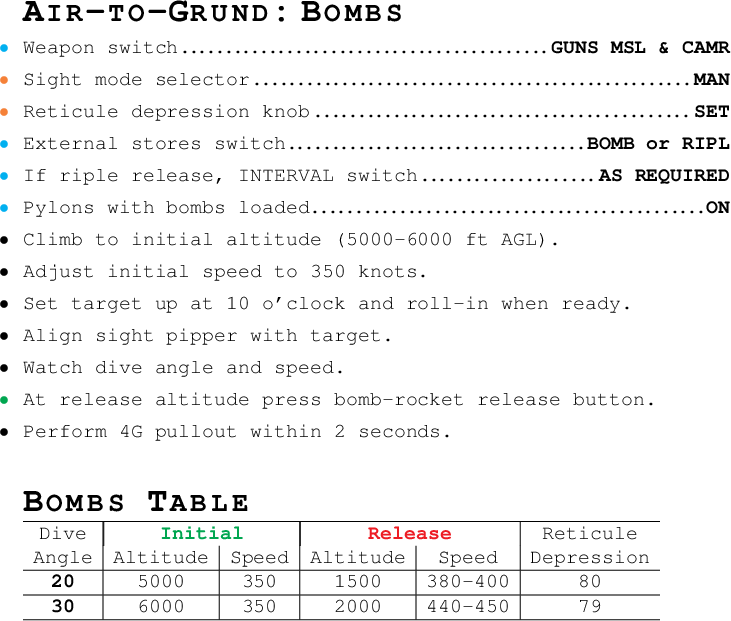 AIR-TO-GRUND: BOMBS
● Weapon switch........................................GUNS MSL & CAMR
● Sight mode selector................................................MAN
● Reticule depression knob..........................................SET
● External stores switch.................................BOMB or RIPL
● If riple release, INTERVAL switch....................AS REQUIRED
● Pylons with bombs loaded............................................ON
● Climb to initial altitude (5000-6000 ft AGL).
● Adjust initial speed to 350 knots.
● Set target up at 10 o’clock and roll-in when ready.
● Align sight pipper with target.
● Watch dive angle and speed.
● At release altitude press bomb-rocket release button.
● Perform 4G pullout within 2 seconds.
BOMBS TABLE
Dive Initial Release Reticule
Angle Altitude Speed Altitude Speed Depression
20 5000 350 1500 380-400 80
30 6000 350 2000 440-450 79